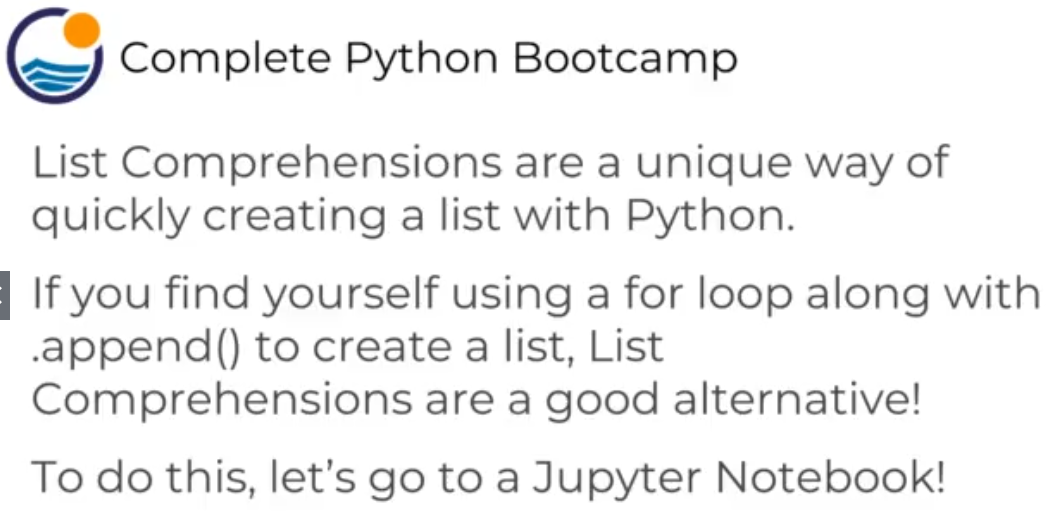 Complete Python Bootcamp
List Comprehensions are a unique way of
quickly creating a list with Python.
If you find yourself using a for loop along with
.append() to create a list, List
Comprehensions are a good alternative!
To do this, let's go to a Jupyter Notebook!